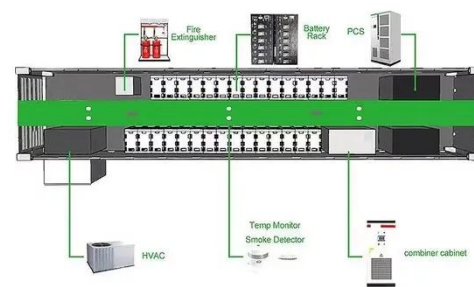 Fire
Extinguisher
Battery
Rack
PCS
HVAC
Temp Monitor
Smoke Detector
combiner cabinet